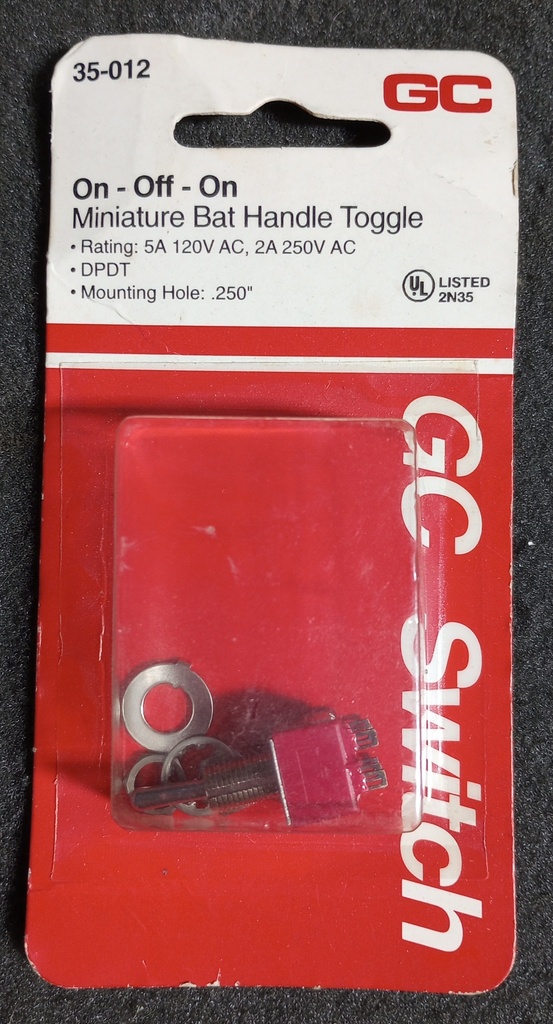 35-012
GC
On - Off - On
Miniature Bat Handle Toggle
• Rating: 5A 120V AC, 2A 250V AC
• DPDT
• Mounting Hole: .250"
UL LISTED
2N35
GC Switch